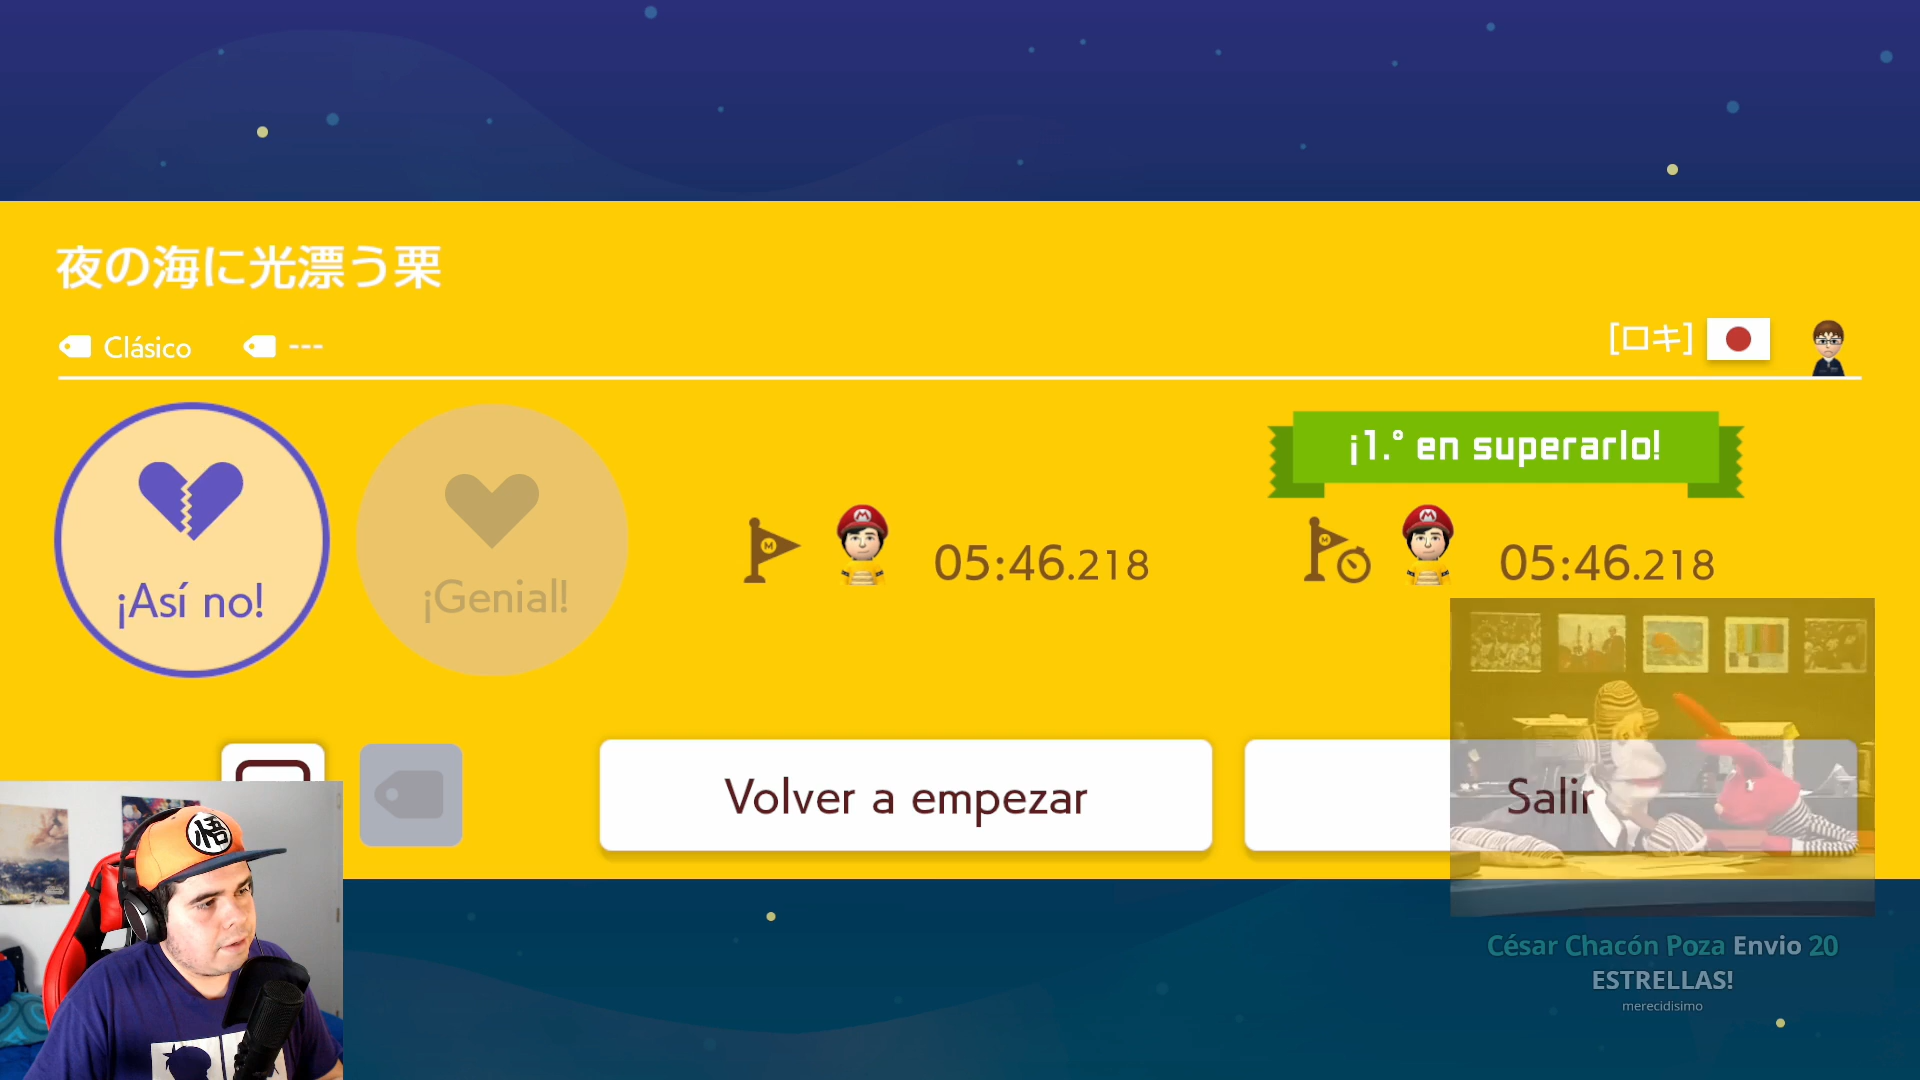 夜の海に光漂う栗
Clásico
---
[ロキ]
¡Así no!
¡Genial!
05:46.218
¡1.° en superarlo!
05:46.218
Volver a empezar
Salir
悟
César Chacón Poza Envio 20
ESTRELLAS!
merecidisimo